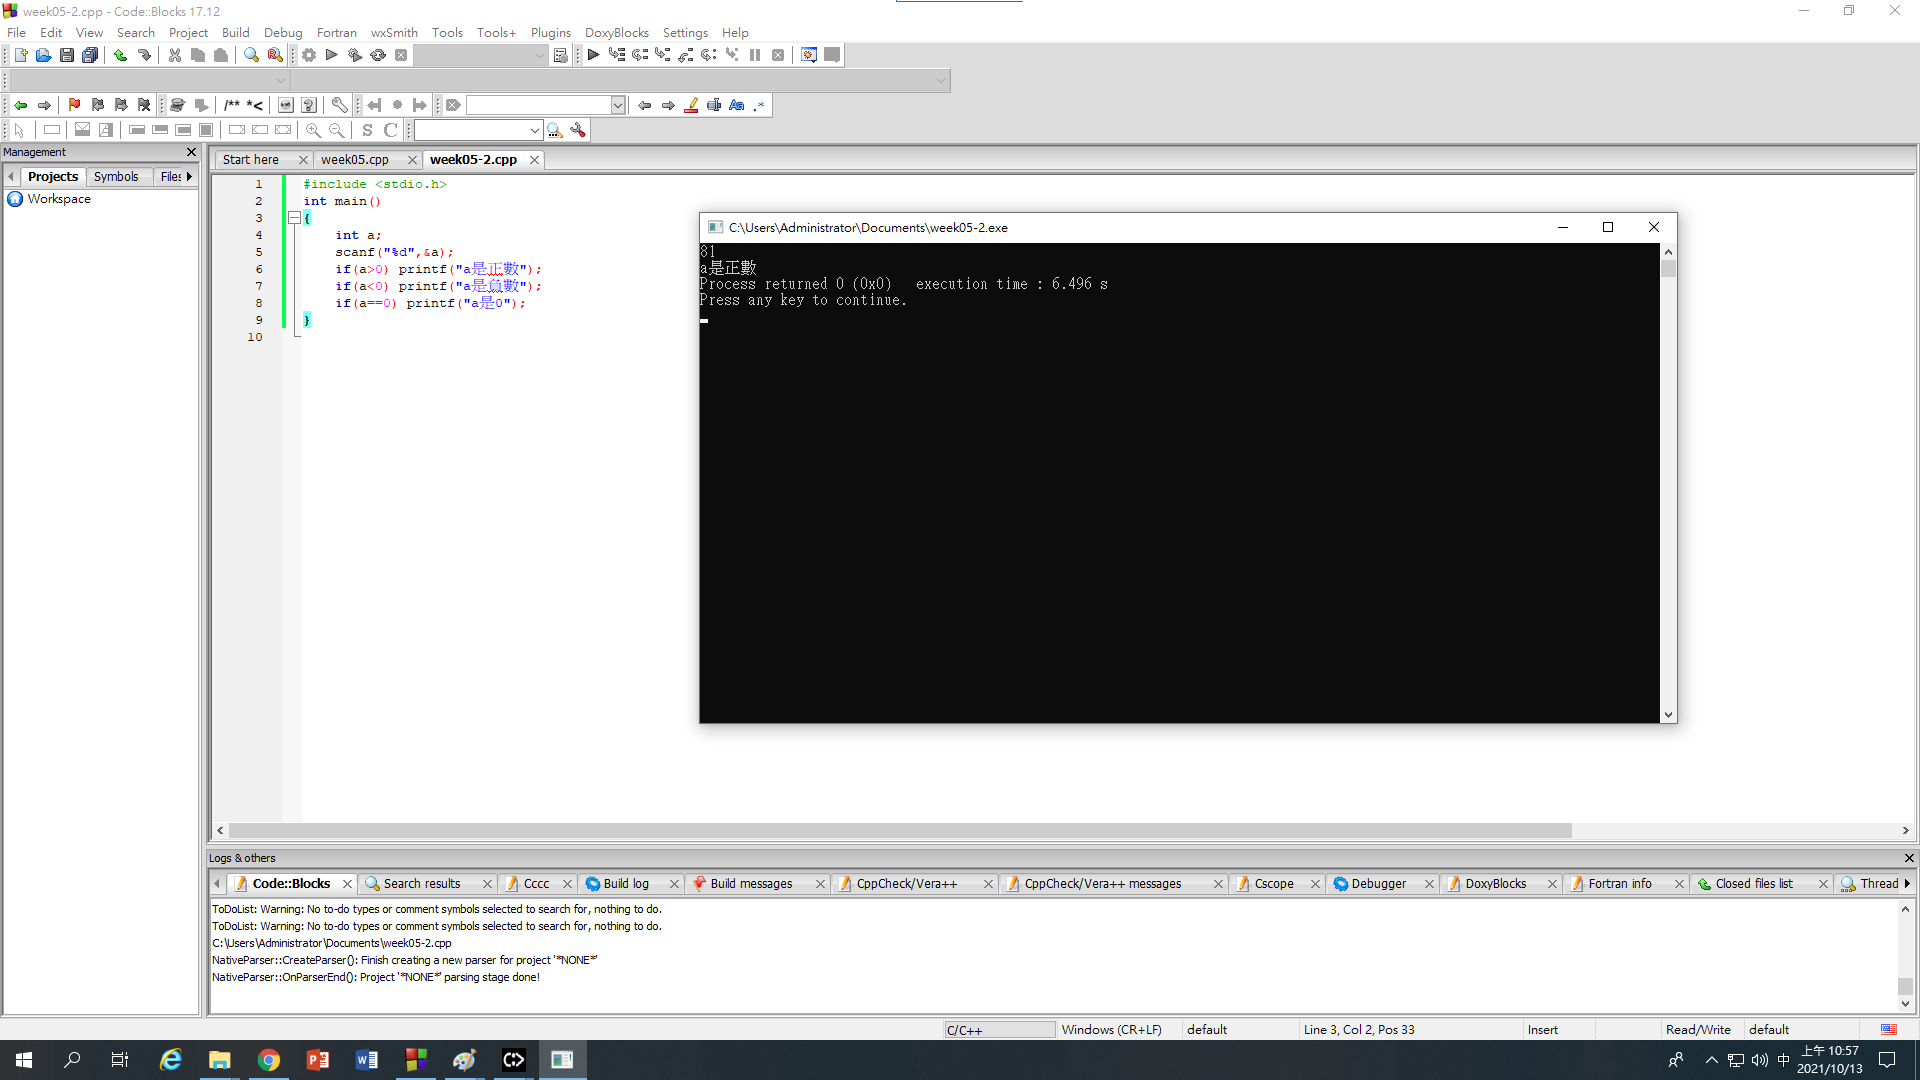 week05-2.cpp - Code::Blocks 17.12
File Edit View Search Project Build Debug Fortran wxSmith Tools Tools+ Plugins DoxyBlocks Settings Help
/** *<
Aa .*
S C
Management
Projects Symbols Files
Workspace
Start here week05.cpp week05-2.cpp
1 #include <stdio.h>
2 int main()
3 {
4 int a;
5 scanf("%d",&a);
6 if(a>0) printf("a是正數");
7 if(a<0) printf("a是負數");
8 if(a==0) printf("a是0");
9 }
10
C:\Users\Administrator\Documents\week05-2.exe
81
a是正數
Process returned 0 (0x0) execution time : 6.496 s
Press any key to continue.
Logs & others
Code::Blocks Search results Cccc Build log Build messages CppCheck/Vera++ CppCheck/Vera++ messages Cscope Debugger DoxyBlocks Fortran info Closed files list Thread
ToDoList: Warning: No to-do types or comment symbols selected to search for, nothing to do.
ToDoList: Warning: No to-do types or comment symbols selected to search for, nothing to do.
C:\Users\Administrator\Documents\week05-2.cpp
NativeParser::CreateParser(): Finish creating a new parser for project '*NONE*'
NativeParser::OnParserEnd(): Project '*NONE*' parsing stage done!
C/C++ Windows (CR+LF) default Line 3, Col 2, Pos 33 Insert Read/Write default
中 上午 10:57
2021/10/13